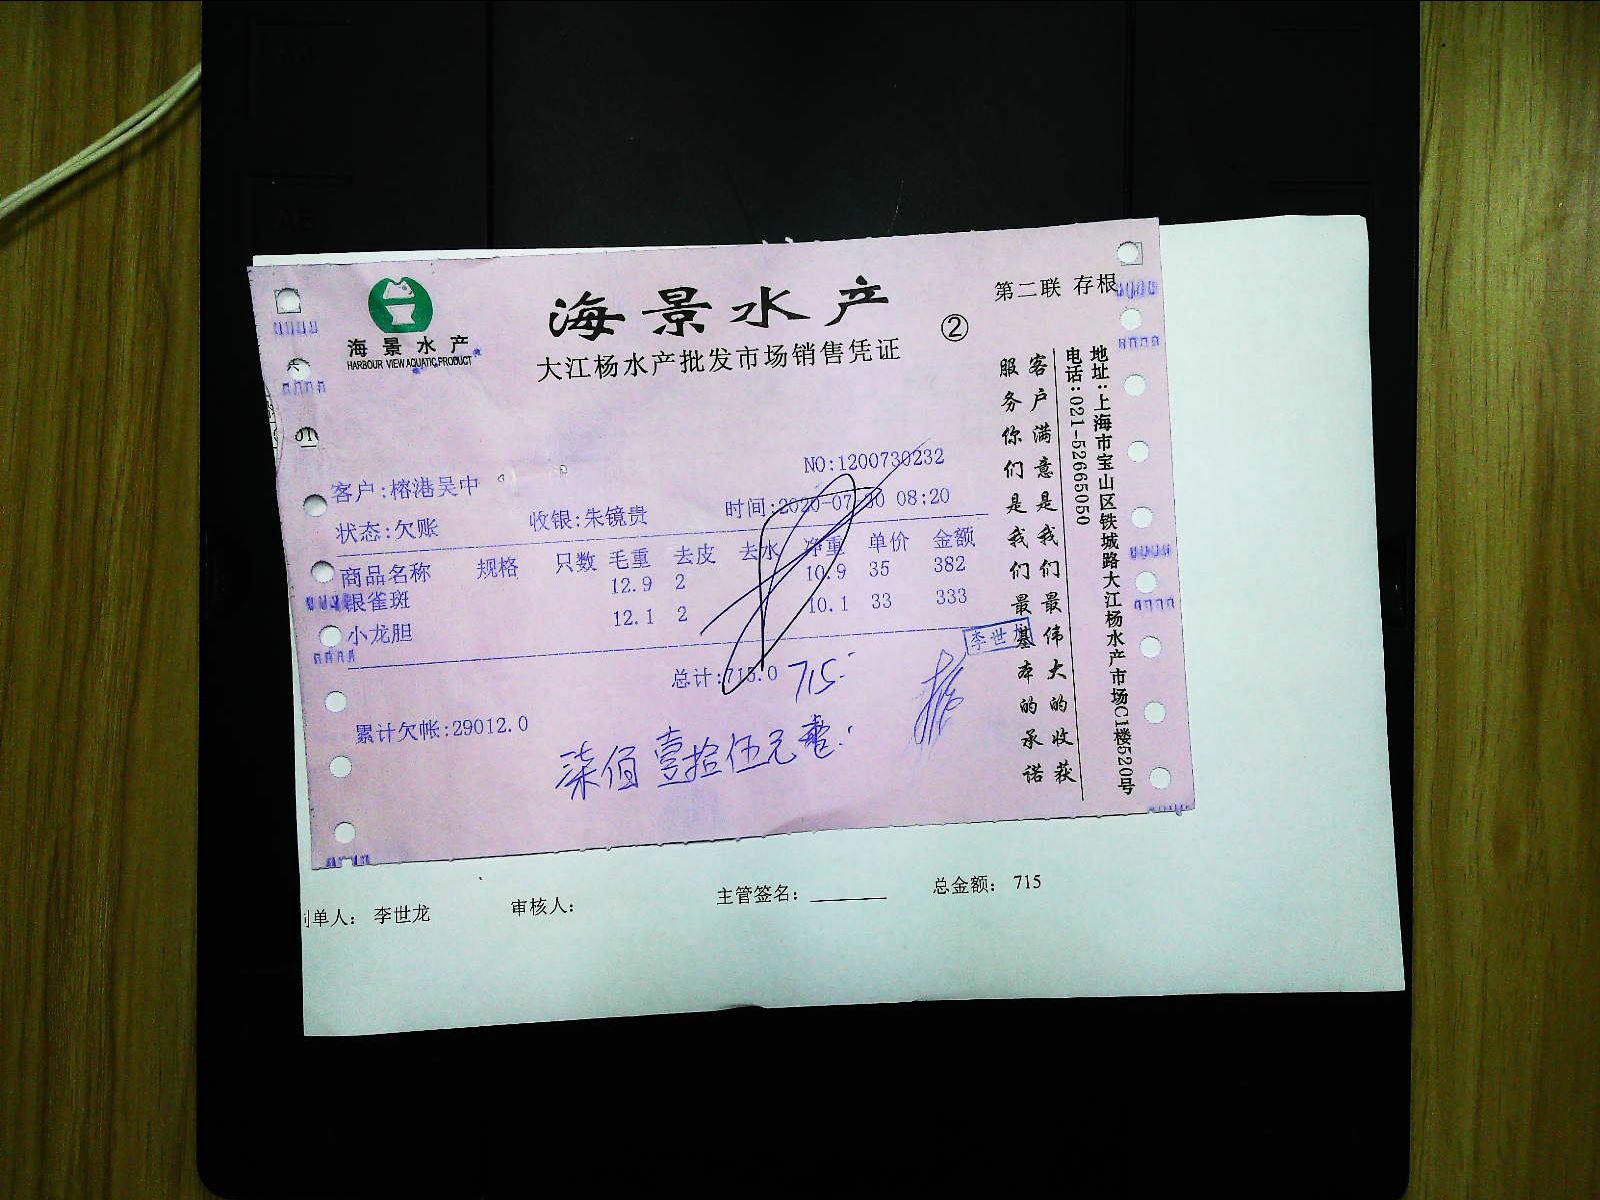 海景水产
HARBOUR VIEW AQUATIC PRODUCT
海景水产
大江杨水产批发市场销售凭证
②
第二联 存根
NO:1200730232
客户:榕港吴中
状态:欠账 收银:朱镜贵 时间:2020-07-30 08:20
商品名称 规格 只数 毛重 去皮 去水 净重 单价 金额
银雀斑 12.9 2 10.9 35 382
小龙胆 12.1 2 10.1 33 333
总计:715.0
715
累计欠帐:29012.0
柒佰壹拾伍元
李世龙
客户满意是我们最伟大的收获
服务你们是我们最基本的承诺
地址:上海市宝山区铁城路大江杨水产市场C1楼520号
电话:021-52665050
制单人: 李世龙 审核人: 主管签名: 总金额: 715